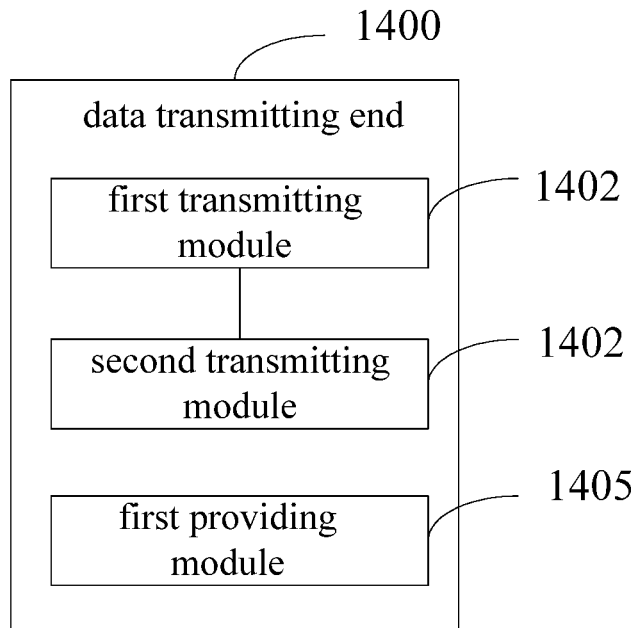 1400
data transmitting end
first transmitting
module
1402
second transmitting
module
1402
first providing
module
1405